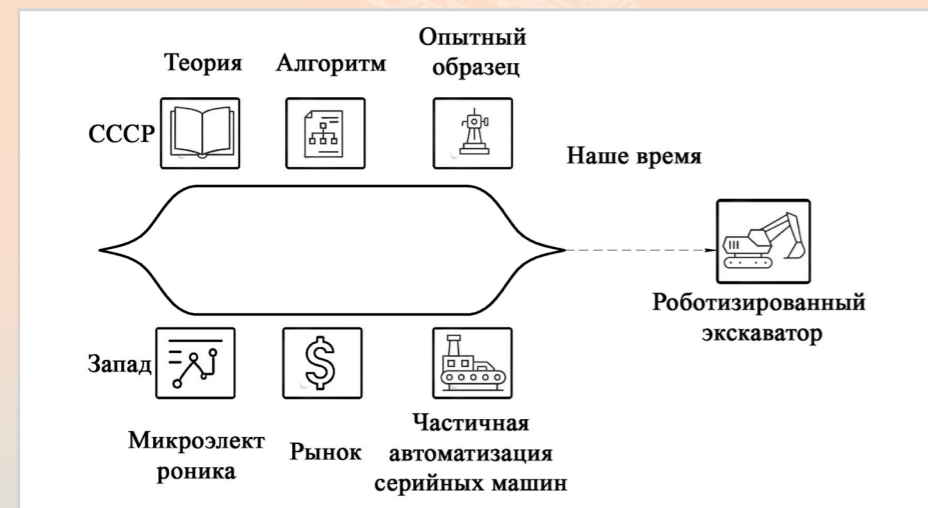 Теория
Алгоритм
Опытный
образец
СССР
Наше время
Роботизированный
экскаватор
Запад
$
Микроэлект
роника
Рынок
Частичная
автоматизация
серийных машин